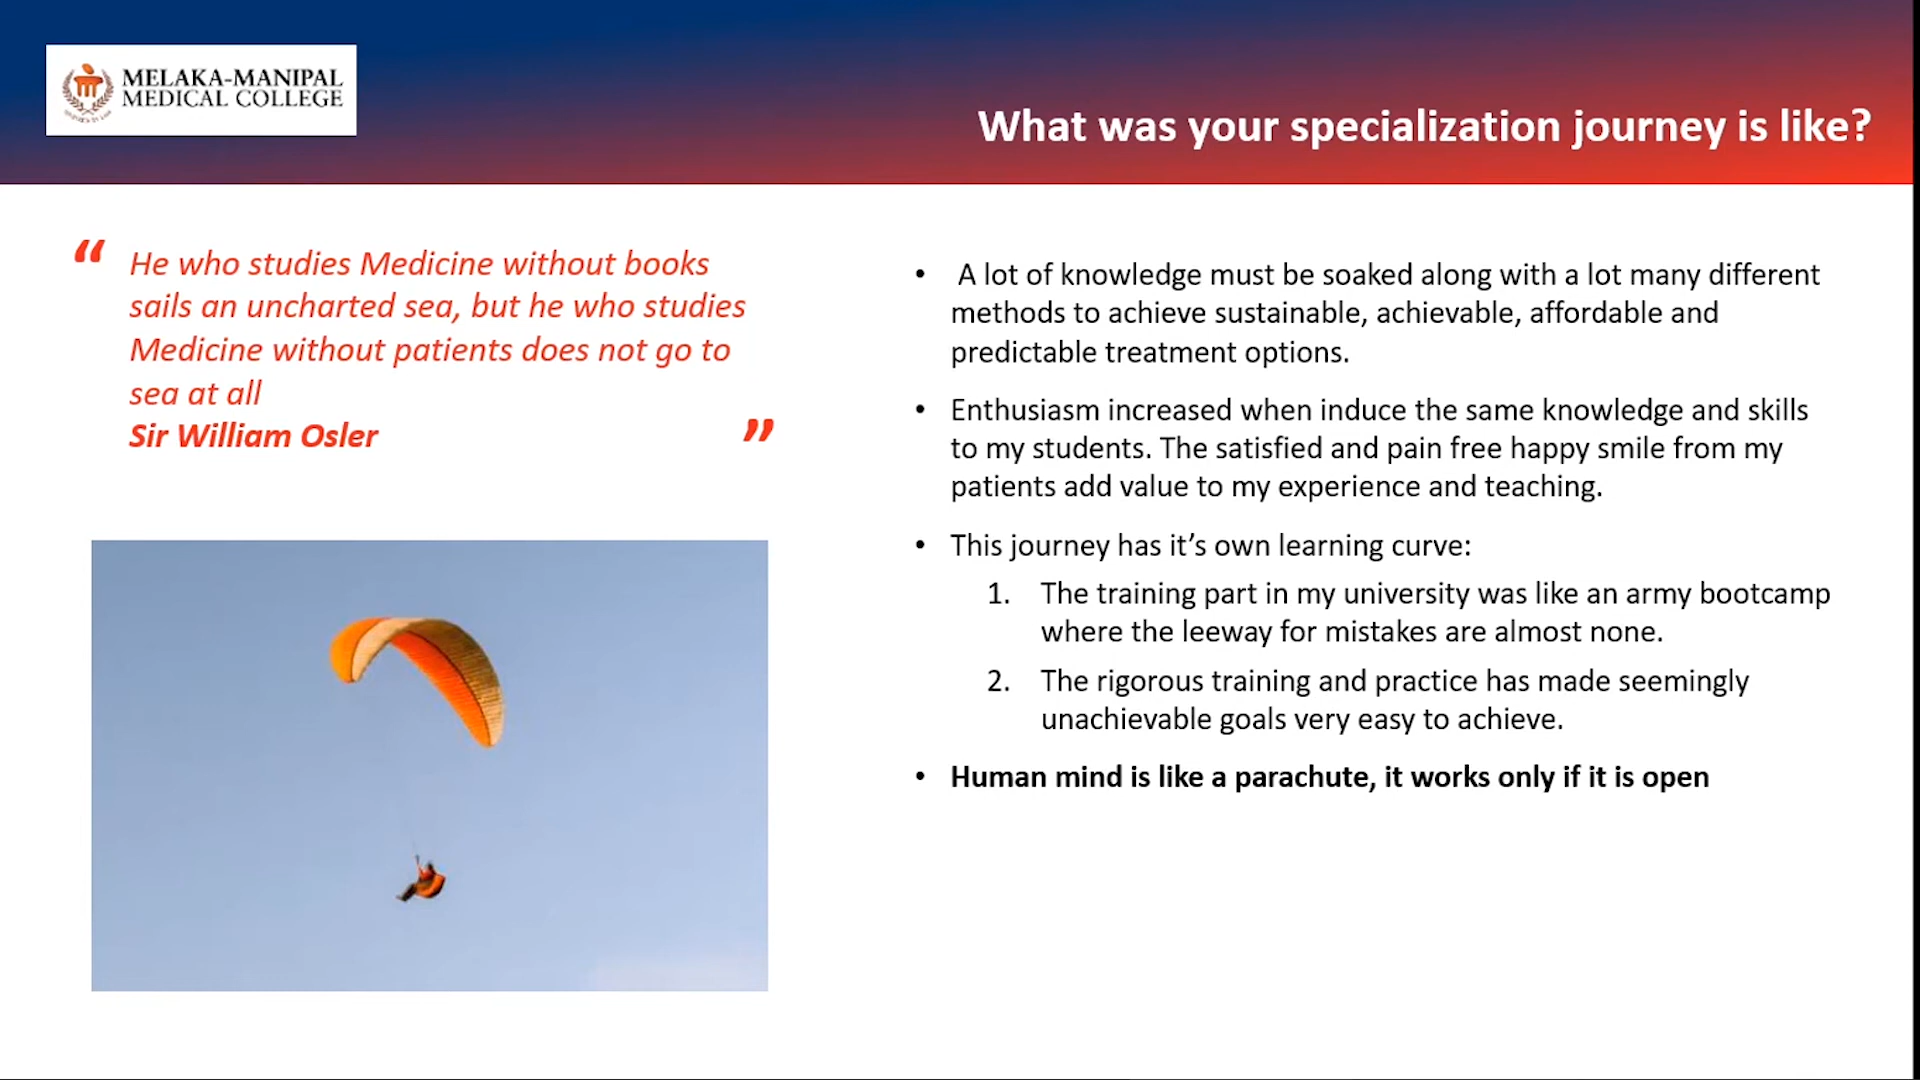 MELAKA-MANIPAL
MEDICAL COLLEGE
What was your specialization journey is like?
“ He who studies Medicine without books
sails an uncharted sea, but he who studies
Medicine without patients does not go to
sea at all
Sir William Osler ”
• A lot of knowledge must be soaked along with a lot many different
methods to achieve sustainable, achievable, affordable and
predictable treatment options.
• Enthusiasm increased when induce the same knowledge and skills
to my students. The satisfied and pain free happy smile from my
patients add value to my experience and teaching.
• This journey has it’s own learning curve:
1. The training part in my university was like an army bootcamp
where the leeway for mistakes are almost none.
2. The rigorous training and practice has made seemingly
unachievable goals very easy to achieve.
• Human mind is like a parachute, it works only if it is open